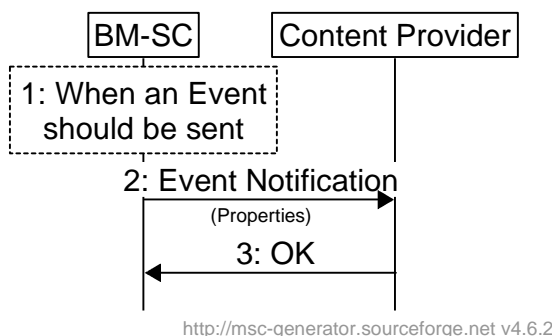 BM-SC
Content Provider
1: When an Event
should be sent
2: Event Notification
(Properties)
3: OK
http://msc-generator.sourceforge.net v4.6.2